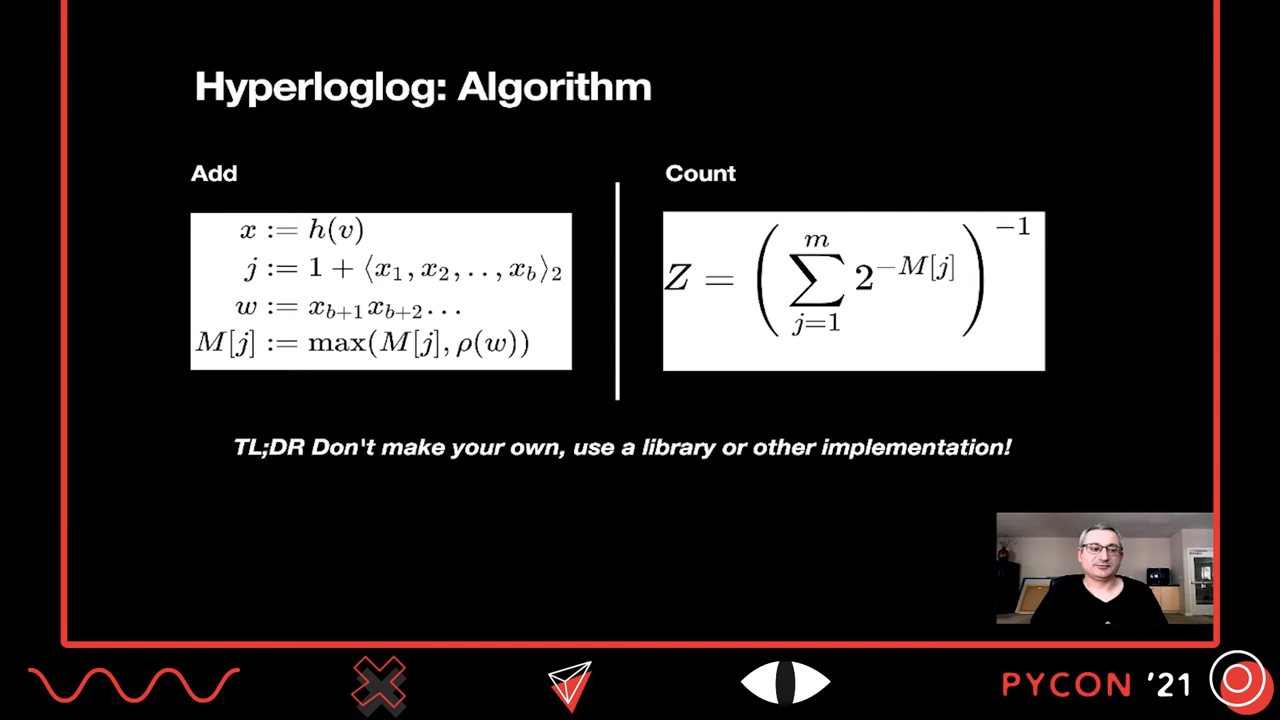 Hyperloglog: Algorithm
Add
x := h(v)
j := 1 + ⟨x₁, x₂, .., x_b⟩₂
w := x_{b+1}x_{b+2}...
M[j] := max(M[j], ρ(w))
Count
Z = (∑_{j=1}^{m} 2^{−M[j]})^{−1}
TL;DR Don't make your own, use a library or other implementation!
PYCON '21